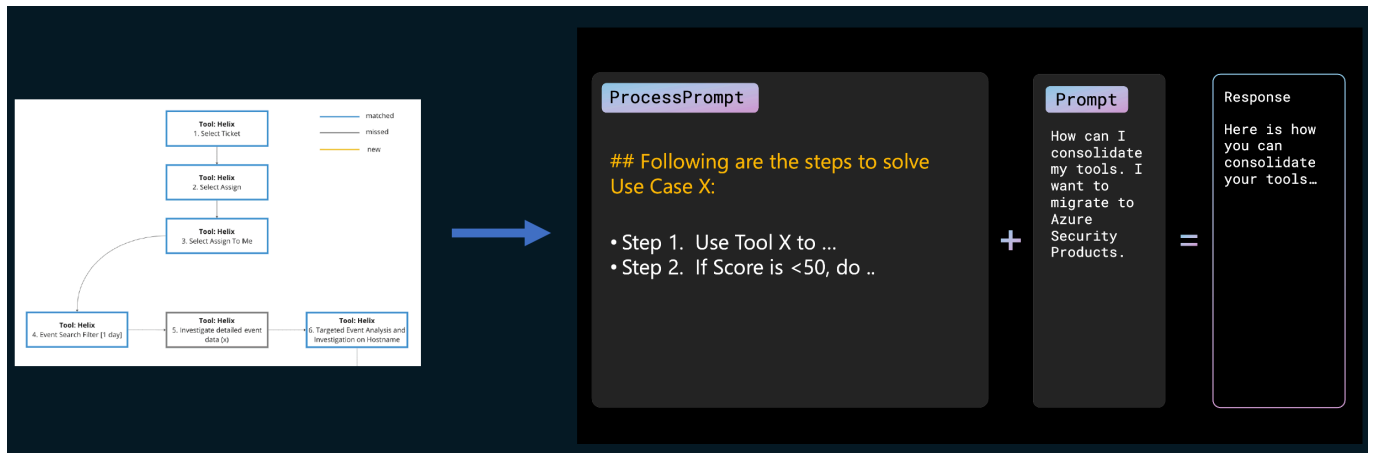 Tool: Helix
1. Select Ticket
matched
missed
new
Tool: Helix
2. Select Assign
Tool: Helix
3. Select Assign To Me
Tool: Helix
4. Event Search Filter [1 day]
Tool: Helix
5. Investigate detailed event
data (x)
Tool: Helix
6. Targeted Event Analysis and
Investigation on Hostname
ProcessPrompt
## Following are the steps to solve
Use Case X:
• Step 1. Use Tool X to ...
• Step 2. If Score is <50, do ..
+
Prompt
How can I
consolidate
my tools. I
want to
migrate to
Azure
Security
Products.
=
Response
Here is how
you can
consolidate
your tools…